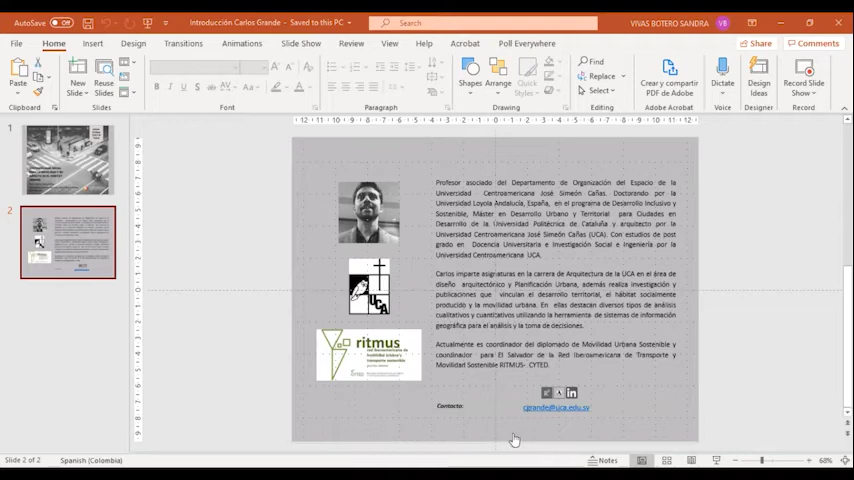 AutoSave Off
Introducción Carlos Grande - Saved to this PC
Search
VIVAS BOTERO SANDRA VB
File Home Insert Design Transitions Animations Slide Show Review View Help Acrobat Poll Everywhere Share Comments
Paste
New Slide
Reuse Slides
Shapes Arrange Quick Styles
Find
Replace
Select
Crear y compartir PDF de Adobe
Dictate
Design Ideas
Record Slide Show
Clipboard Slides Font Paragraph Drawing Editing Adobe Acrobat Voice Designer Record
1
2
Profesor asociado del Departamento de Organización del Espacio de la
Universidad Centroamericana José Simeón Cañas. Doctorando por la
Universidad Loyola Andalucía, España, en el programa de Desarrollo Inclusivo y
Sostenible, Máster en Desarrollo Urbano y Territorial para Ciudades en
Desarrollo de la Universidad Politécnica de Cataluña y arquitecto por la
Universidad Centroamericana José Simeón Cañas (UCA). Con estudios de post
grado en Docencia Universitaria e Investigación Social e Ingeniería por la
Universidad Centroamericana UCA.
Carlos imparte asignaturas en la carrera de Arquitectura de la UCA en el área de
diseño arquitectónico y Planificación Urbana, además realiza investigación y
publicaciones que vinculan el desarrollo territorial, el hábitat socialmente
producido y la movilidad urbana. En ellas destacan diversos tipos de análisis
cualitativos y cuantitativos utilizando la herramienta de sistemas de información
geográfica para el análisis y la toma de decisiones.
Actualmente es coordinador del diplomado de Movilidad Urbana Sostenible y
coordinador para El Salvador de la Red Iberoamericana de Transporte y
Movilidad Sostenible RITMUS- CYTED.
UCA
ritmus
red iberoamericana de
in
Contacto: cjgrande@uca.edu.sv
Slide 2 of 2 Spanish (Colombia) Notes 68%